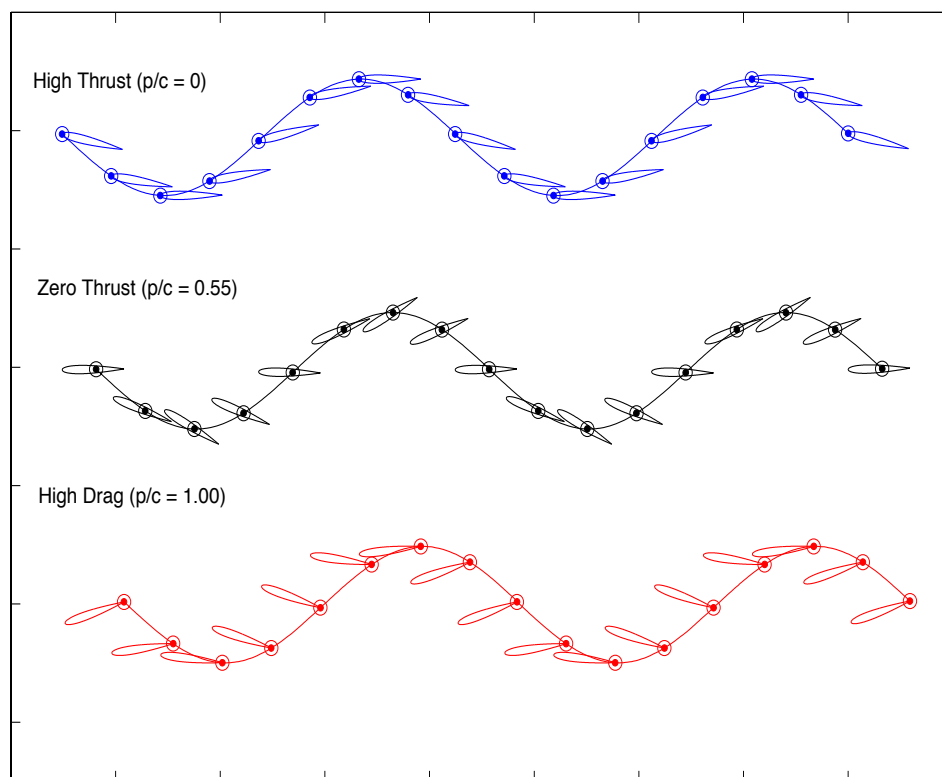 High Thrust (p/c = 0)
Zero Thrust (p/c = 0.55)
High Drag (p/c = 1.00)